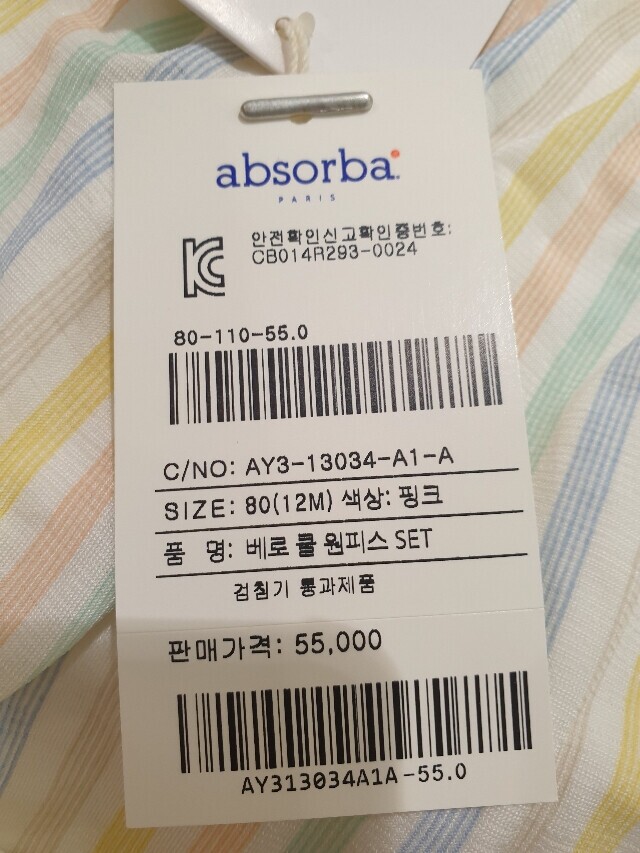 absorba
PARIS
안전확인신고확인증번호:
CB014R293-0024
80-110-55.0
C/NO: AY3-13034-A1-A
SIZE: 80(12M) 색상: 핑크
품 명: 베로 쿨 원피스 SET
검침기 통과제품
판매가격: 55,000
AY313034A1A-55.0